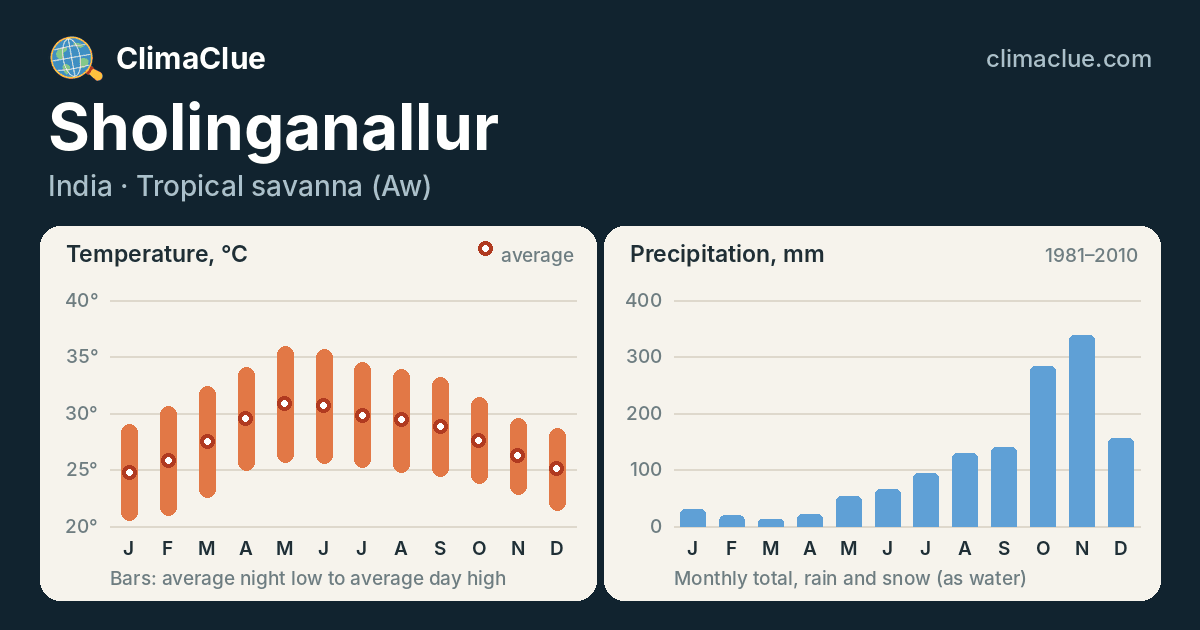 ClimaClue
climaclue.com
Sholinganallur
India · Tropical savanna (Aw)
Temperature, °C
average
40°
35°
30°
25°
20°
J F M A M J J A S O N D
Bars: average night low to average day high
Precipitation, mm
1981–2010
400
300
200
100
0
J F M A M J J A S O N D
Monthly total, rain and snow (as water)